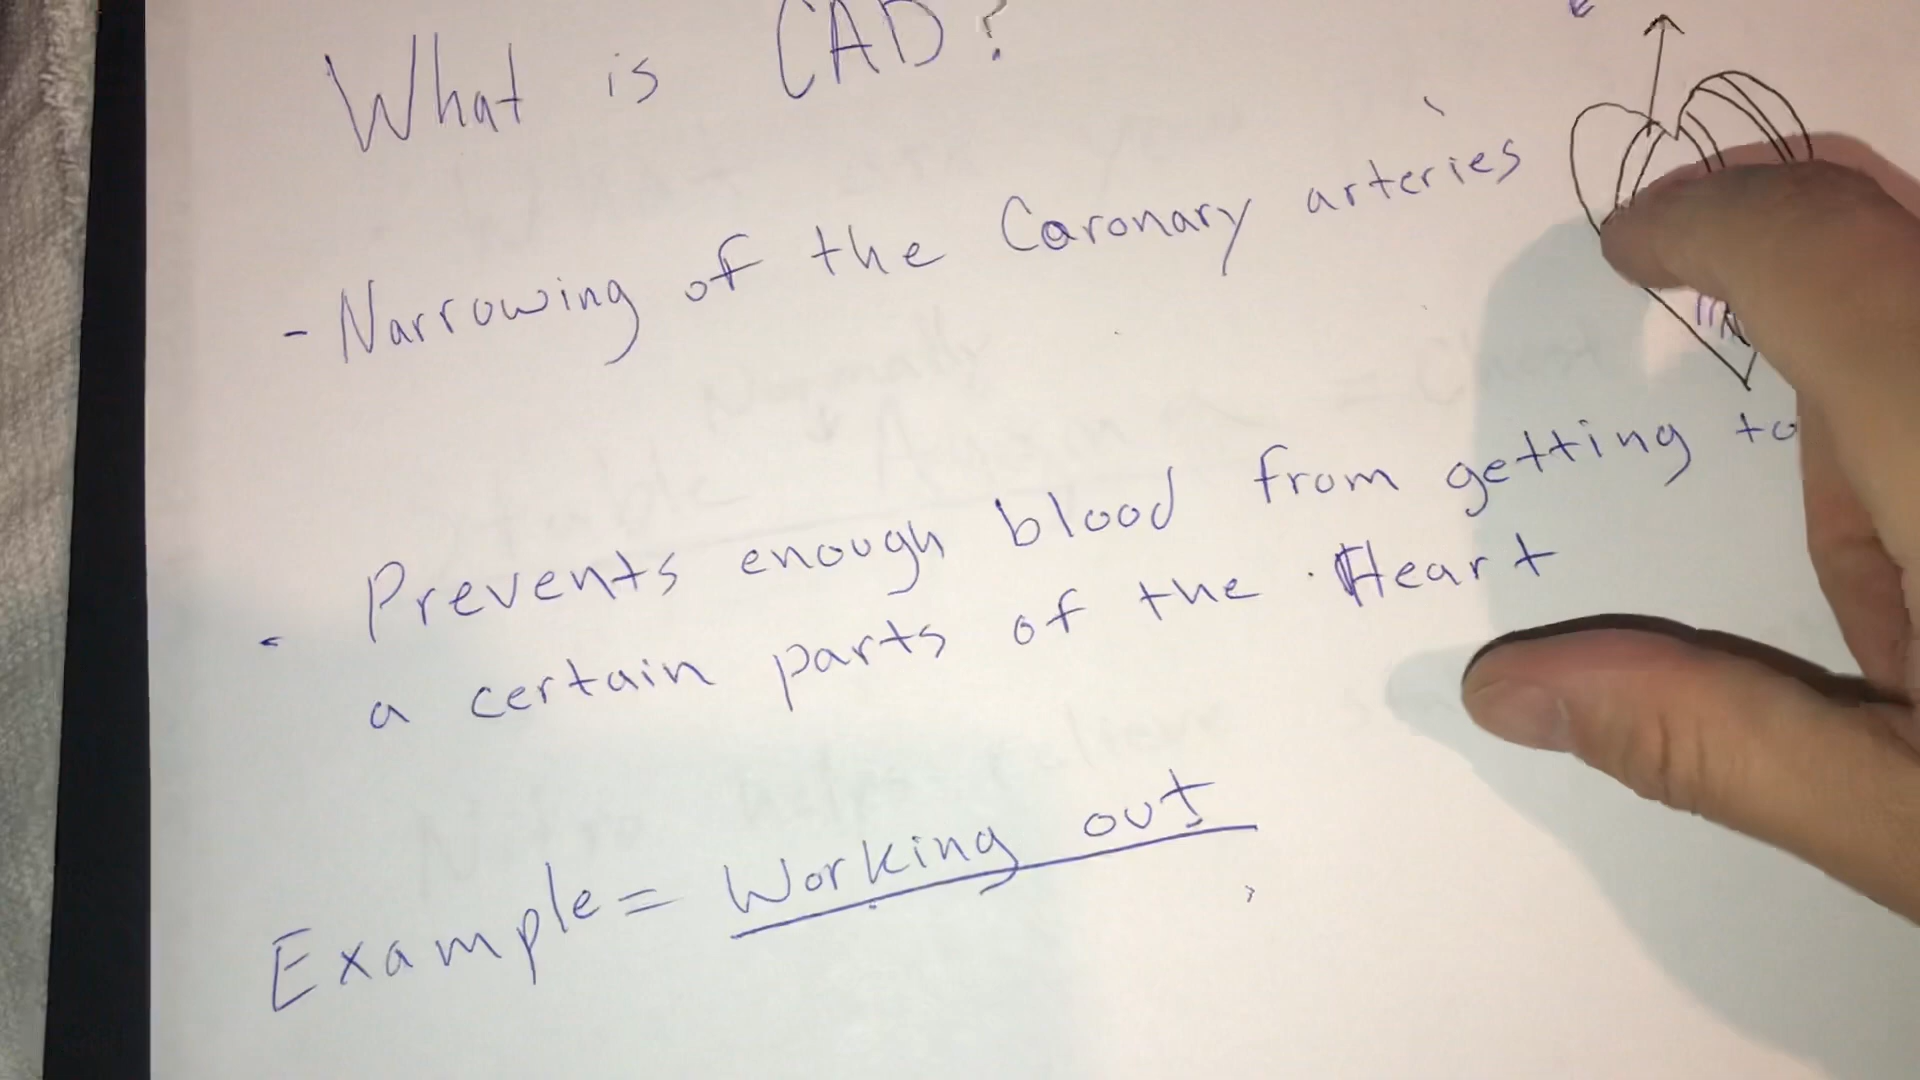 What is CAD?
- Narrowing of the Caronary arteries
- Prevents enough blood from getting to
a certain parts of the Heart
Example = Working out